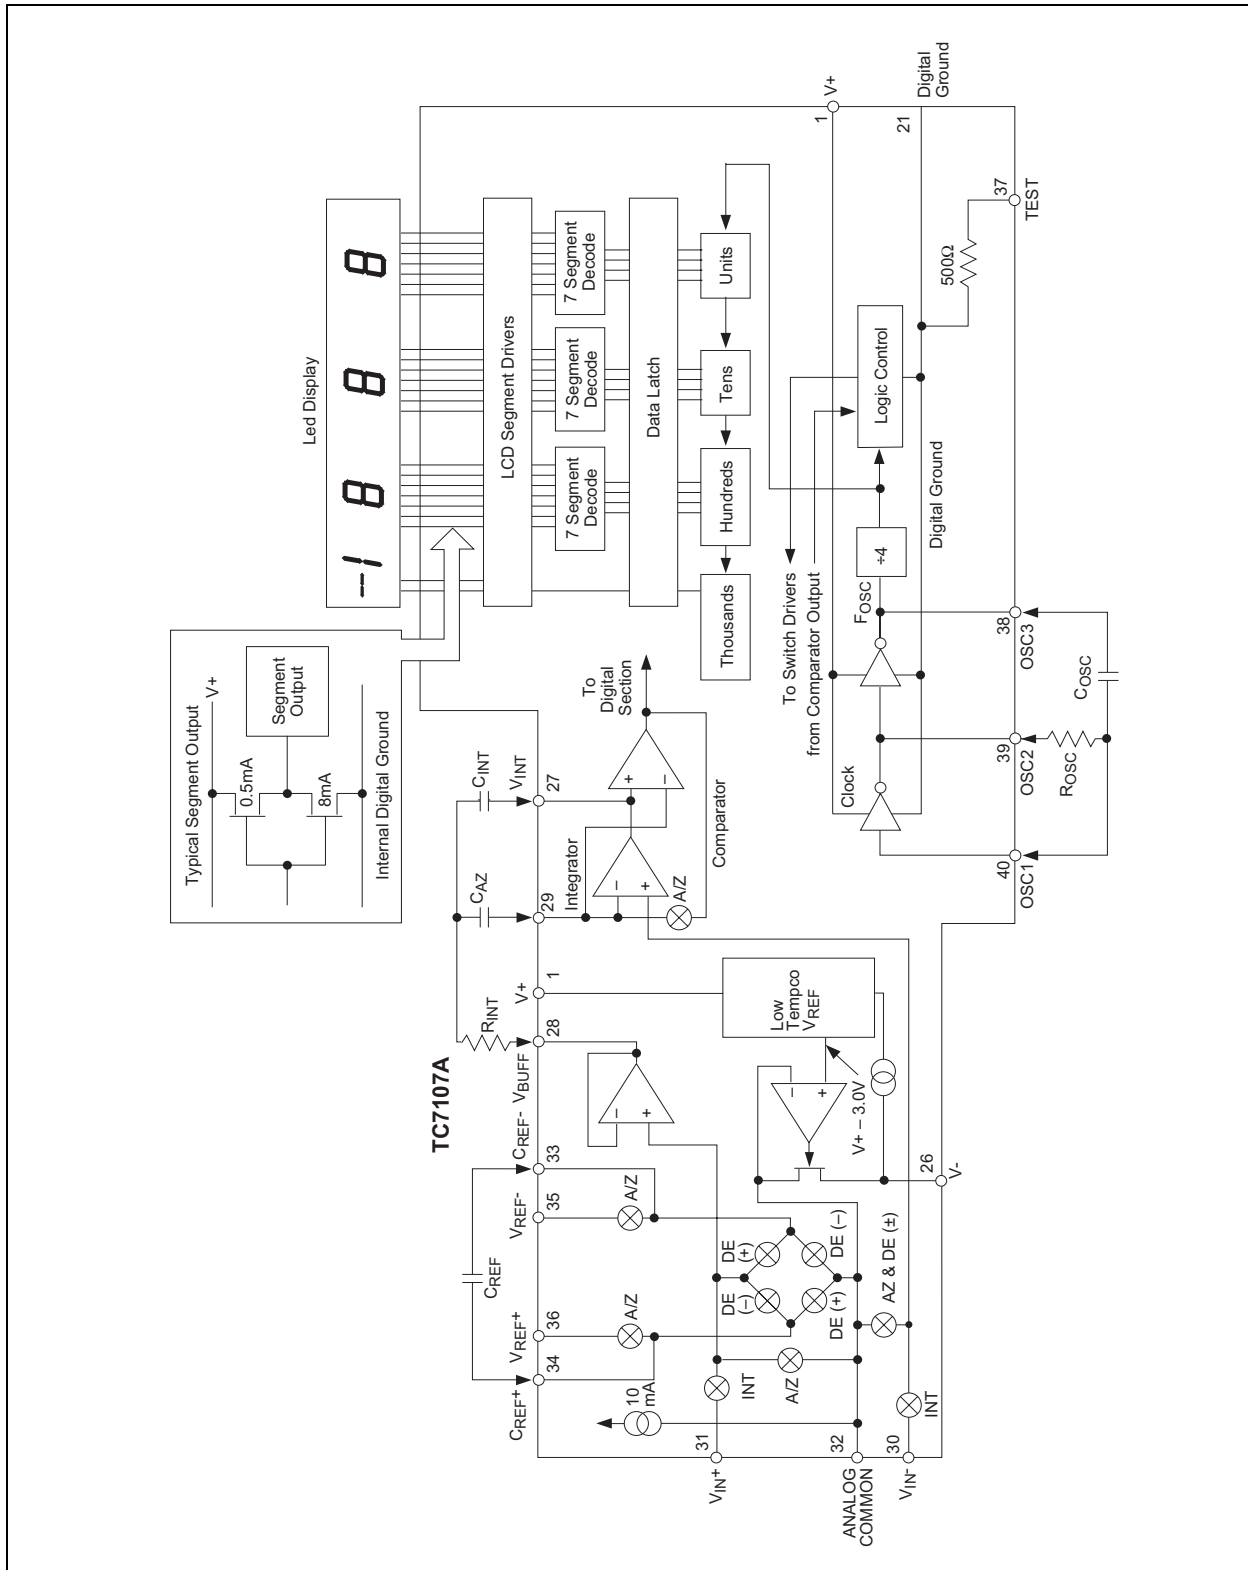 TC7107A
Typical Segment Output
V+
0.5mA
Segment
Output
8mA
Internal Digital Ground
Led Display
–1 8 8 8
LCD Segment Drivers
7 Segment
Decode
7 Segment
Decode
7 Segment
Decode
Data Latch
Thousands
Hundreds
Tens
Units
To Switch Drivers
from Comparator Output
CREF
CREF+
34
VREF+
36
VREF-
35
CREF-
33
VBUFF
28
RINT
V+
1
CAZ
29
CINT
VINT
27
Integrator
–
+
+
–
To
Digital
Section
Comparator
A/Z
A/Z
A/Z
–
+
10
mA
31
VIN+
INT
DE
(–)
DE
(+)
DE (+)
DE (–)
A/Z
32
ANALOG
COMMON
AZ & DE (±)
30
VIN-
INT
–
+
Low
Tempco
VREF
V+ – 3.0V
26
V-
Clock
FOSC
÷4
Logic Control
Digital Ground
V+
1
21
Digital
Ground
500Ω
37
TEST
40
OSC1
39
OSC2
38
OSC3
ROSC
COSC